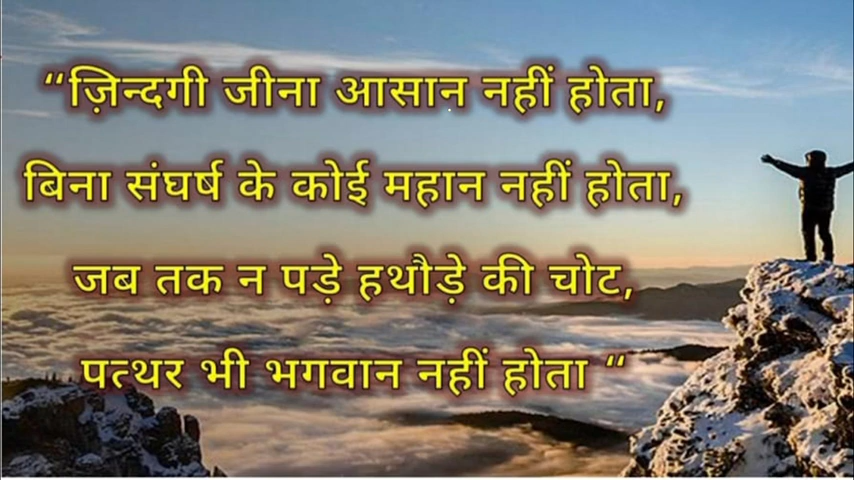 “ज़िन्दगी जीना आसान नहीं होता,
बिना संघर्ष के कोई महान नहीं होता,
जब तक न पड़े हथौड़े की चोट,
पत्थर भी भगवान नहीं होता “